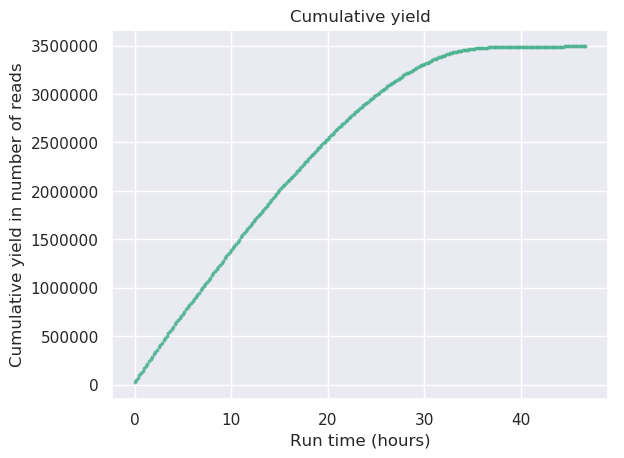 Cumulative yield
Cumulative yield in number of reads
3500000
3000000
2500000
2000000
1500000
1000000
500000
0
0 10 20 30 40
Run time (hours)